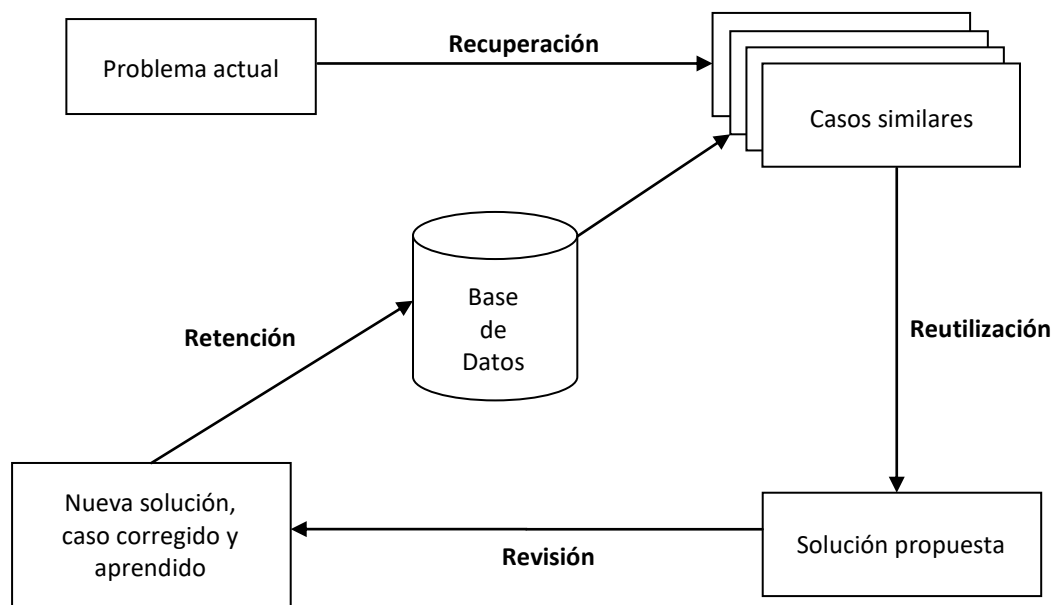 Recuperación
Problema actual
Casos similares
Base
de
Datos
Retención
Reutilización
Nueva solución,
caso corregido y
aprendido
Revisión
Solución propuesta